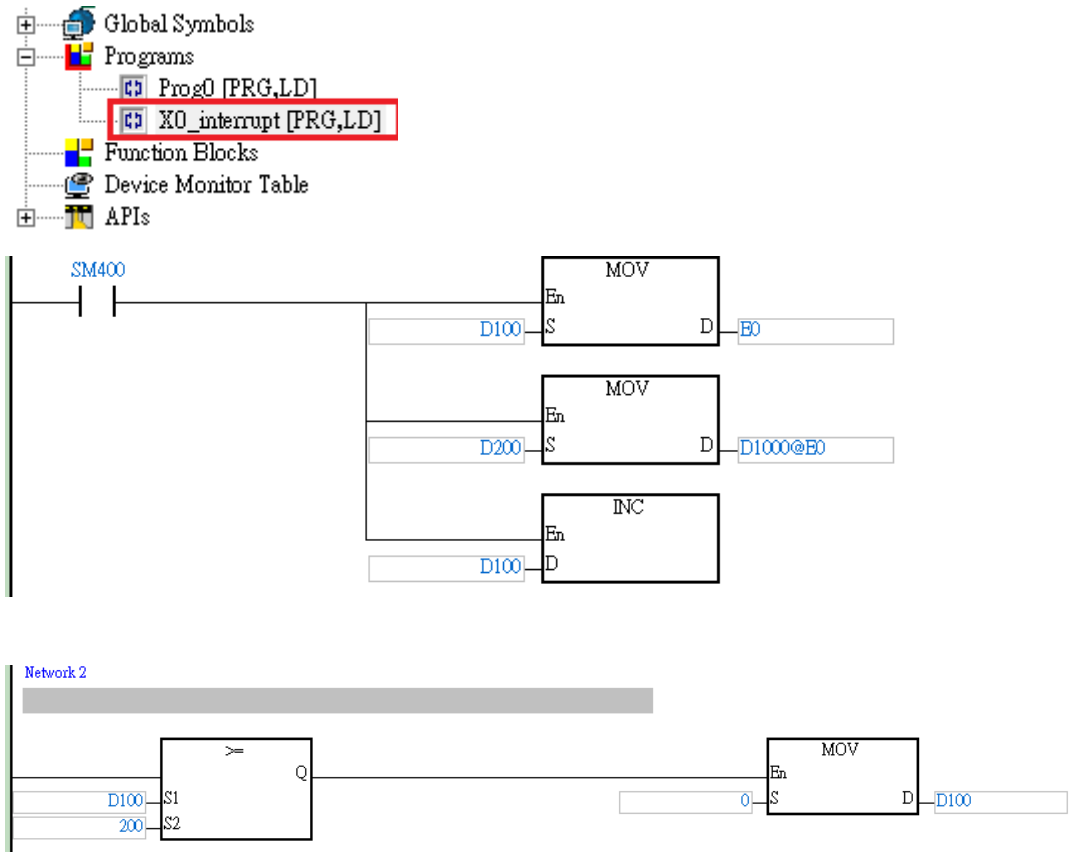 Global Symbols
Programs
Prog0 [PRG,LD]
X0_interrupt [PRG,LD]
Function Blocks
Device Monitor Table
APIs
SM400
MOV
En
D100 S D E0
MOV
En
D200 S D D1000@E0
INC
En
D100 D
Network 2
>= MOV
Q En
D100 S1 0 S D D100
200 S2